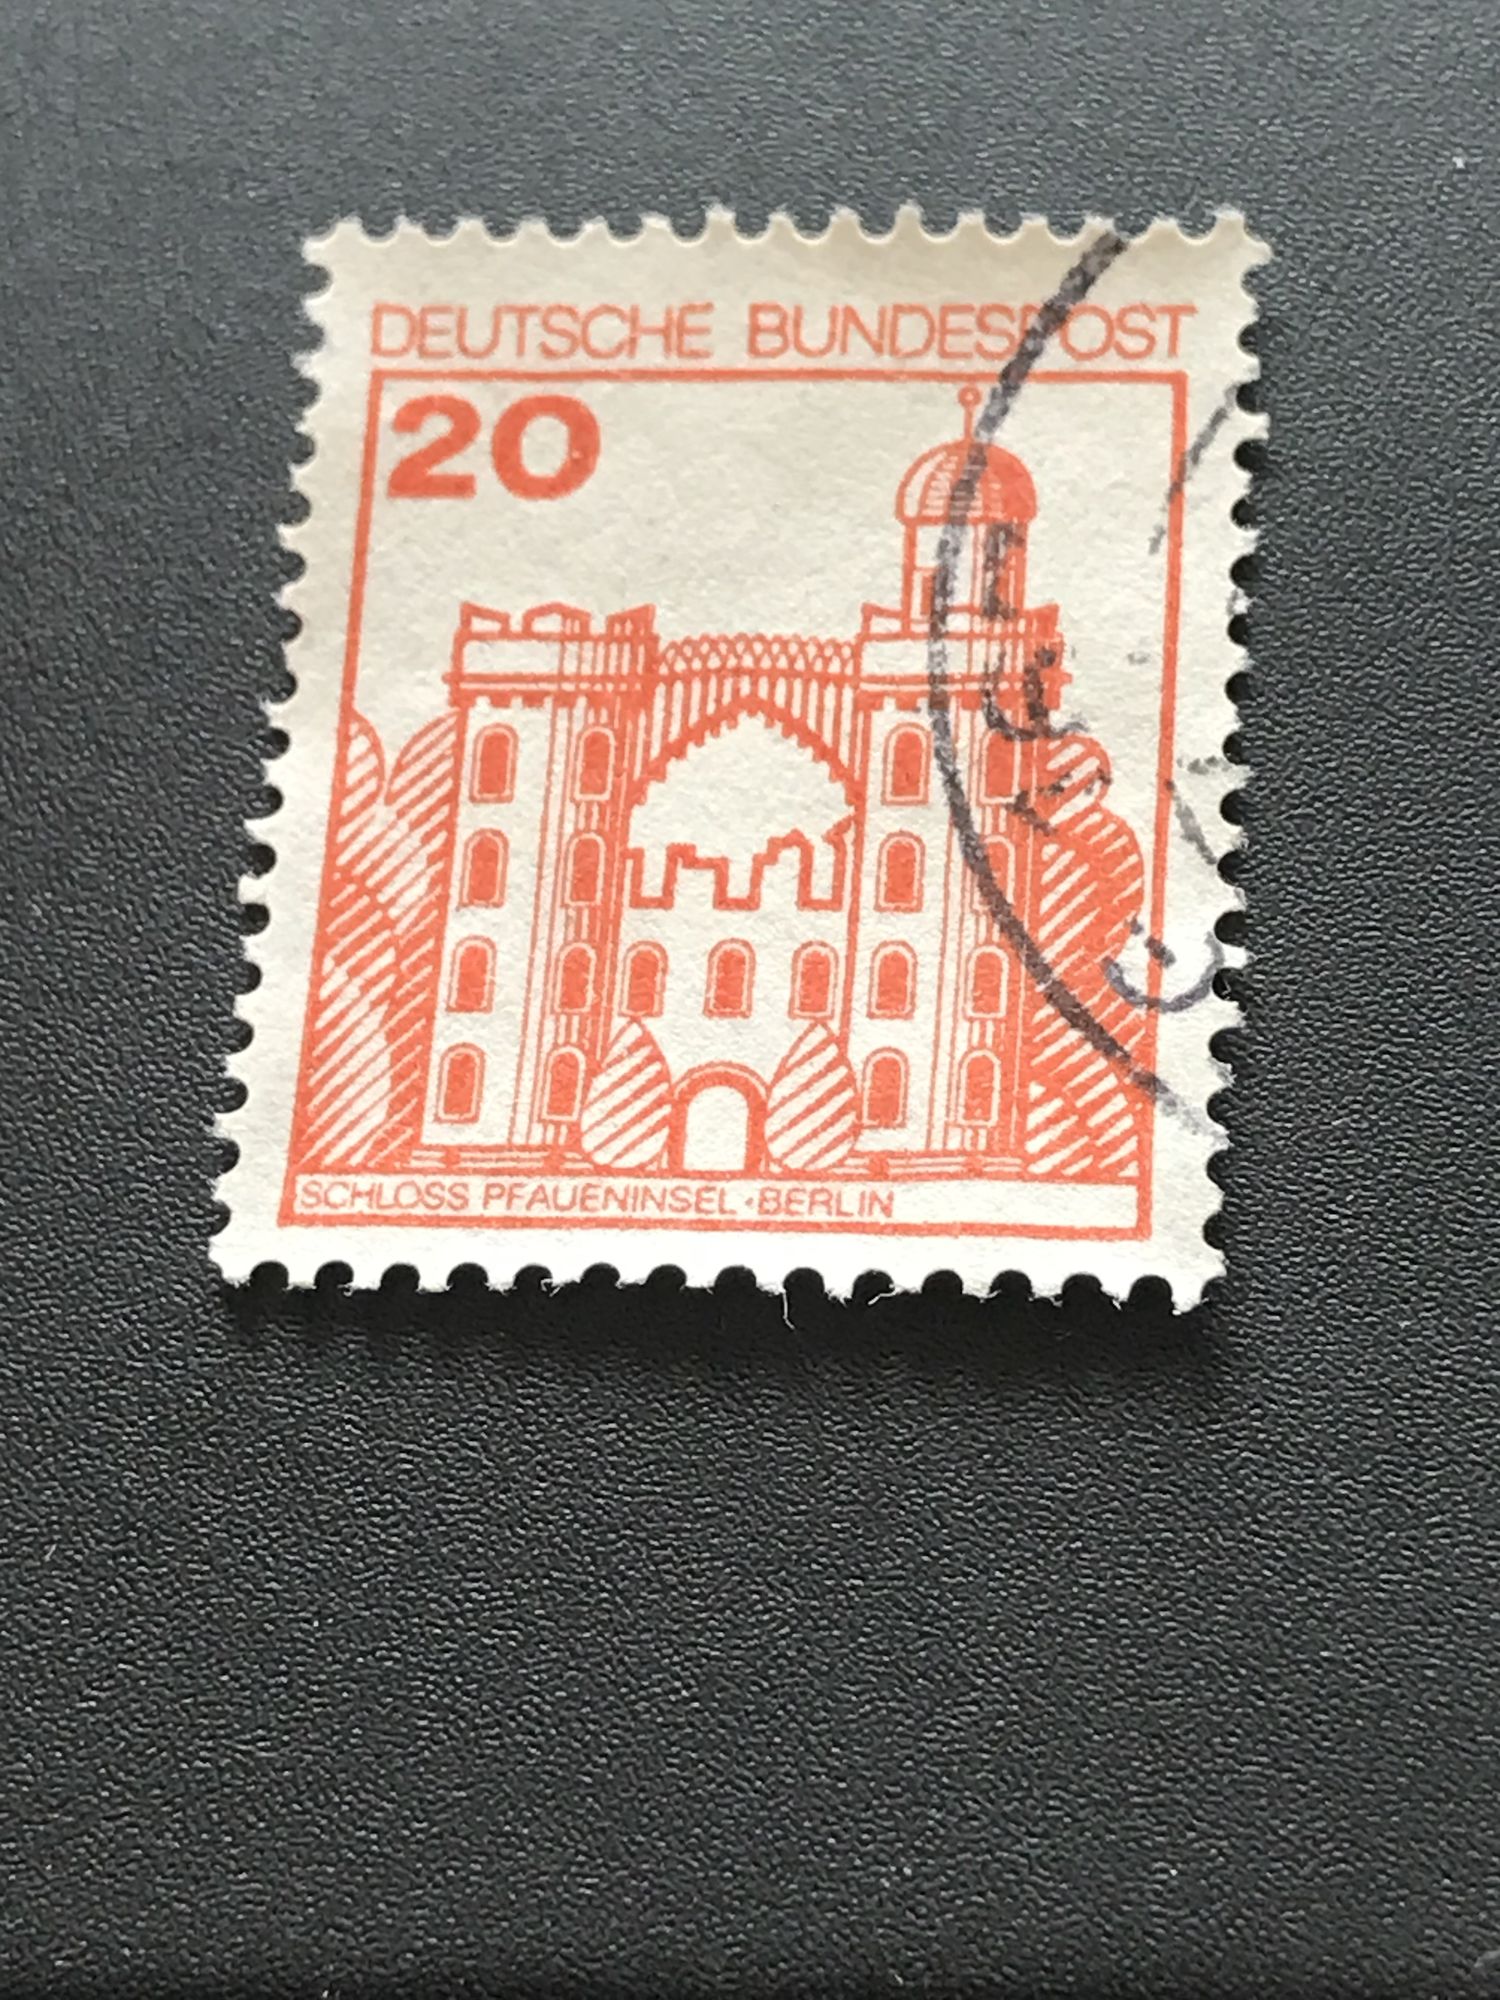 DEUTSCHE BUNDESPOST
20
SCHLOSS PFAUENINSEL·BERLIN